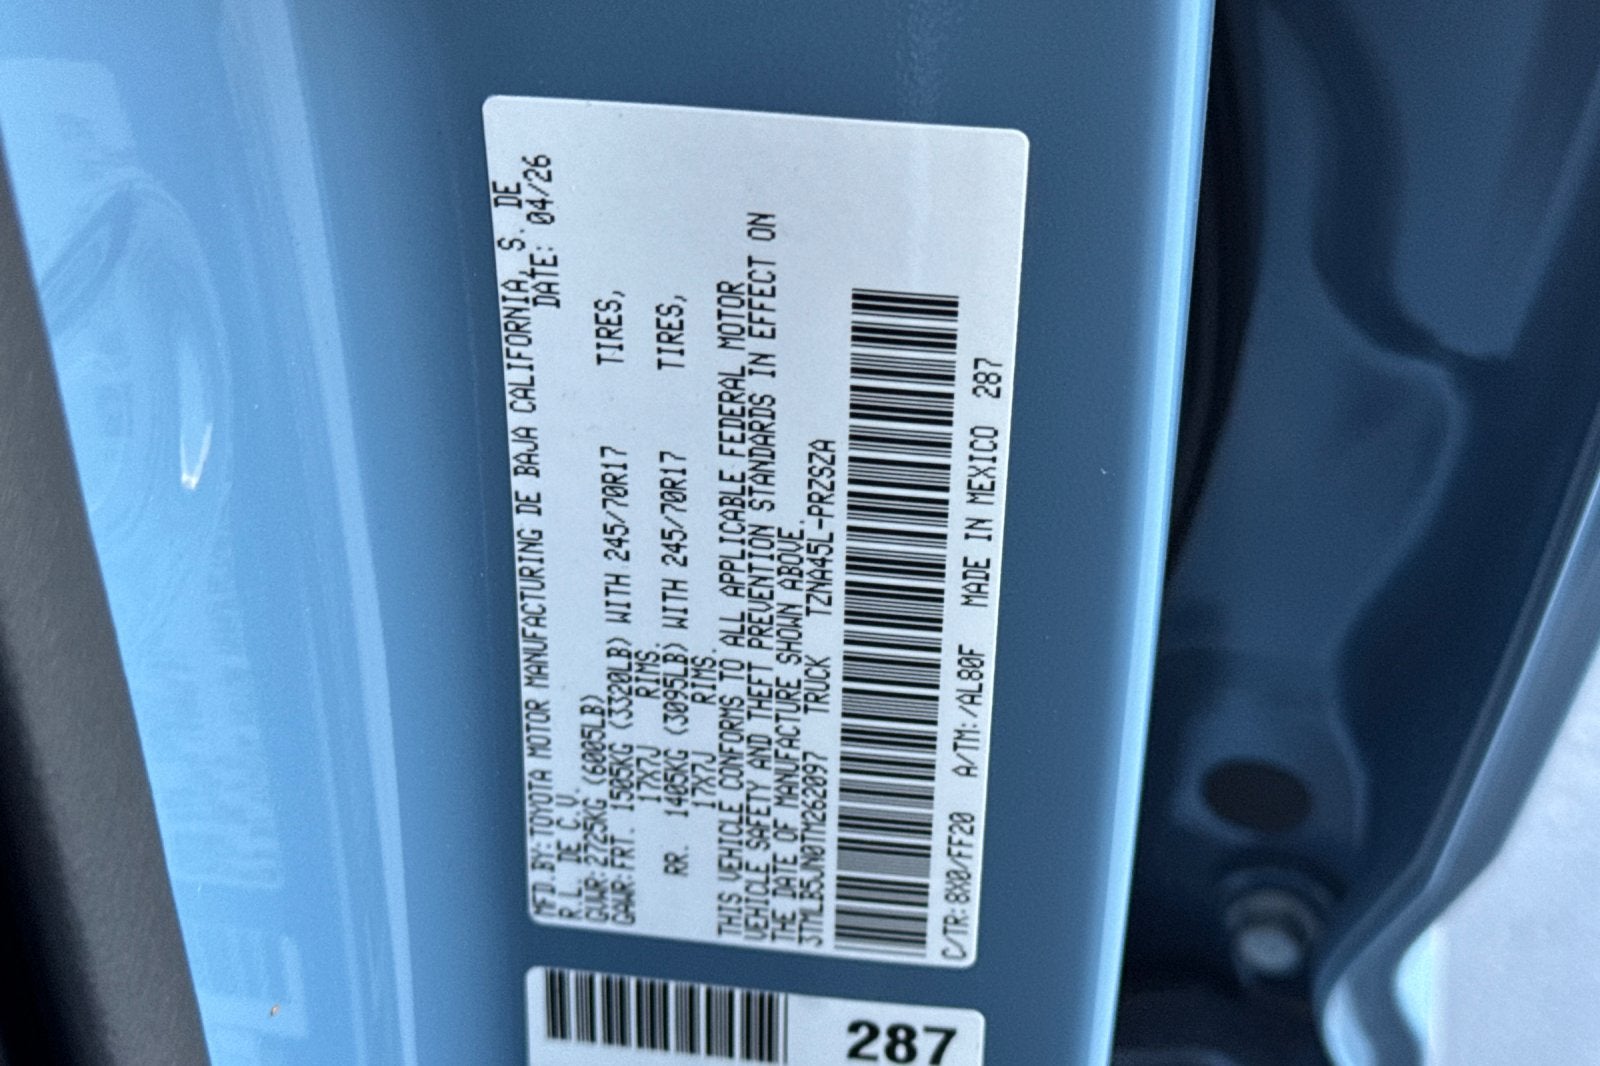 MFD.BY:TOYOTA MOTOR MANUFACTURING DE BAJA CALIFORNIA, S. DE
R.L. DE C.V. DATE: 04/26
GVWR:2725KG (6005LB)
GAWR:FRT. 1505KG (3320LB) WITH 245/70R17 TIRES,
17X7J RIMS.
RR. 1405KG (3095LB) WITH 245/70R17 TIRES,
17X7J RIMS.
THIS VEHICLE CONFORMS TO ALL APPLICABLE FEDERAL MOTOR
VEHICLE SAFETY AND THEFT PREVENTION STANDARDS IN EFFECT ON
THE DATE OF MANUFACTURE SHOWN ABOVE.
3TMLB5JN0TM262097 TRUCK TZNA45L-PRZSZA
C/TR:8X0/FF20 A/TM:/AL80F MADE IN MEXICO 287
287